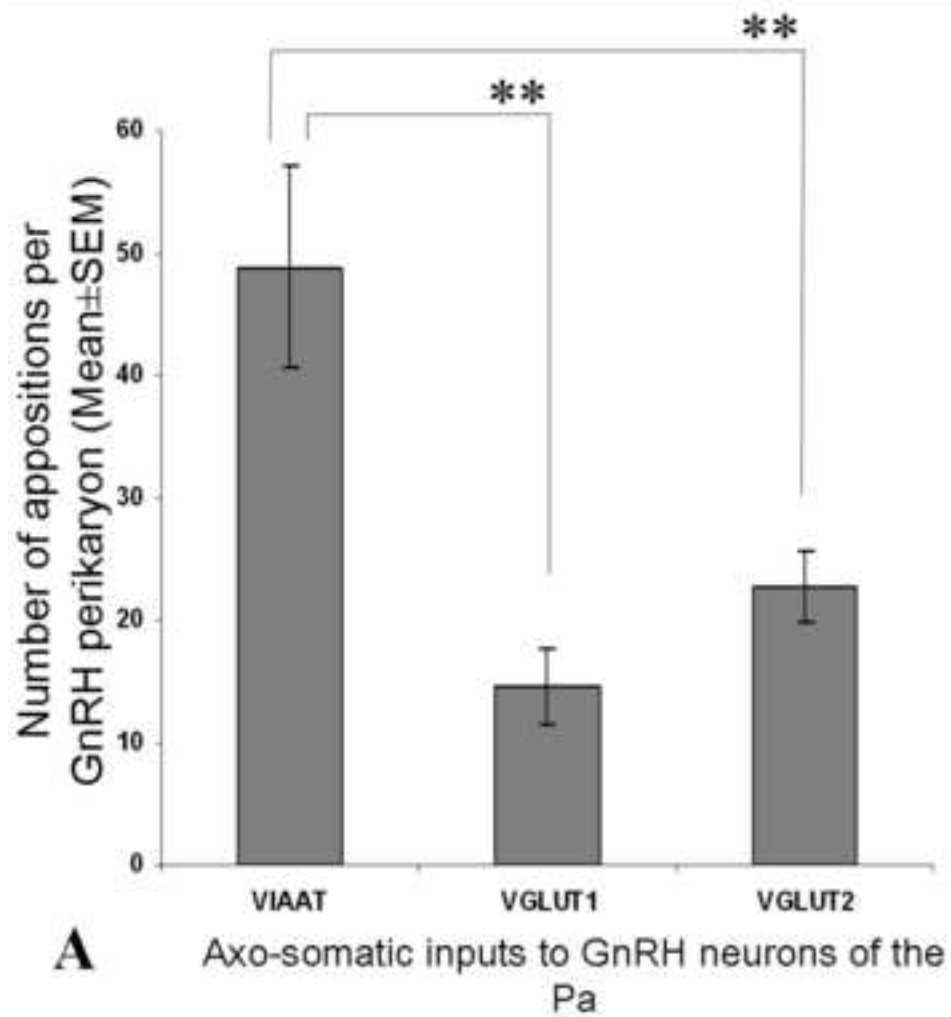 **
**
60
50
40
30
20
10
0
Number of appositions per
GnRH perikaryon (Mean±SEM)
VIAAT VGLUT1 VGLUT2
A Axo-somatic inputs to GnRH neurons of the
Pa